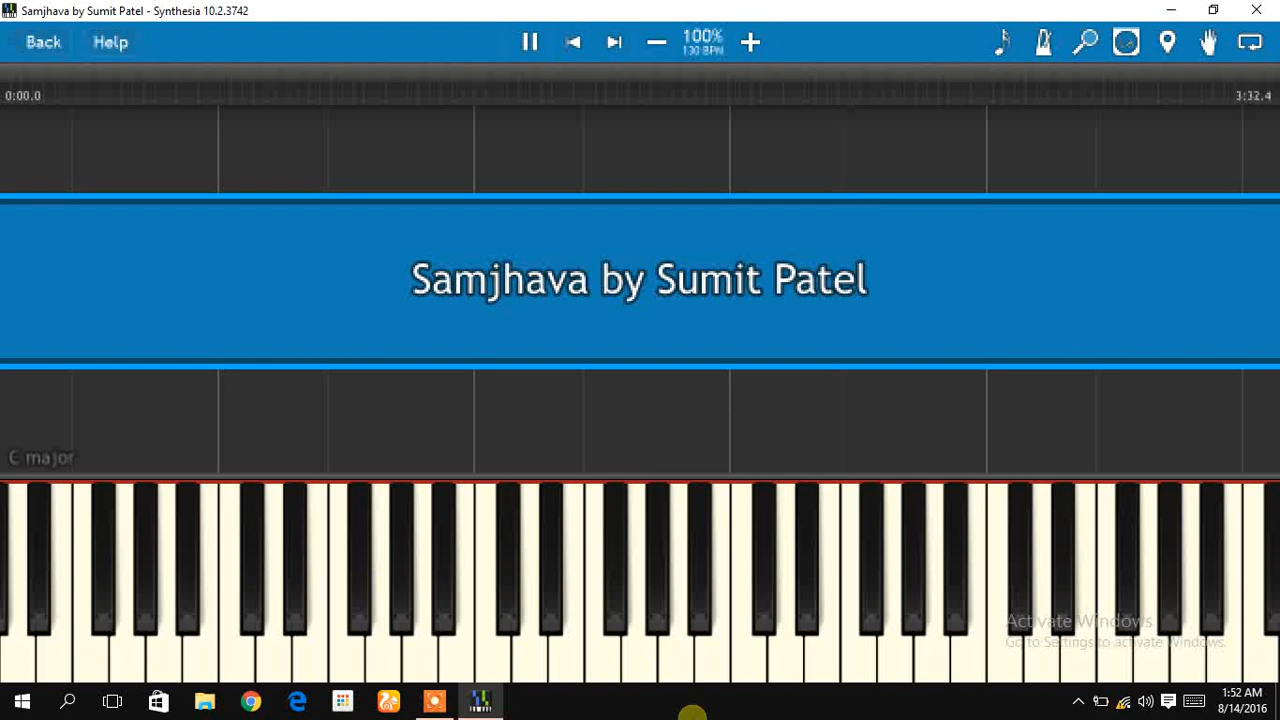 Samjhava by Sumit Patel - Synthesia 10.2.3742
Back
Help
100%
130 BPM
0:00.0
3:32.4
Samjhava by Sumit Patel
C major
Activate Windows
Go to Settings to activate Windows.
1:52 AM
8/14/2016